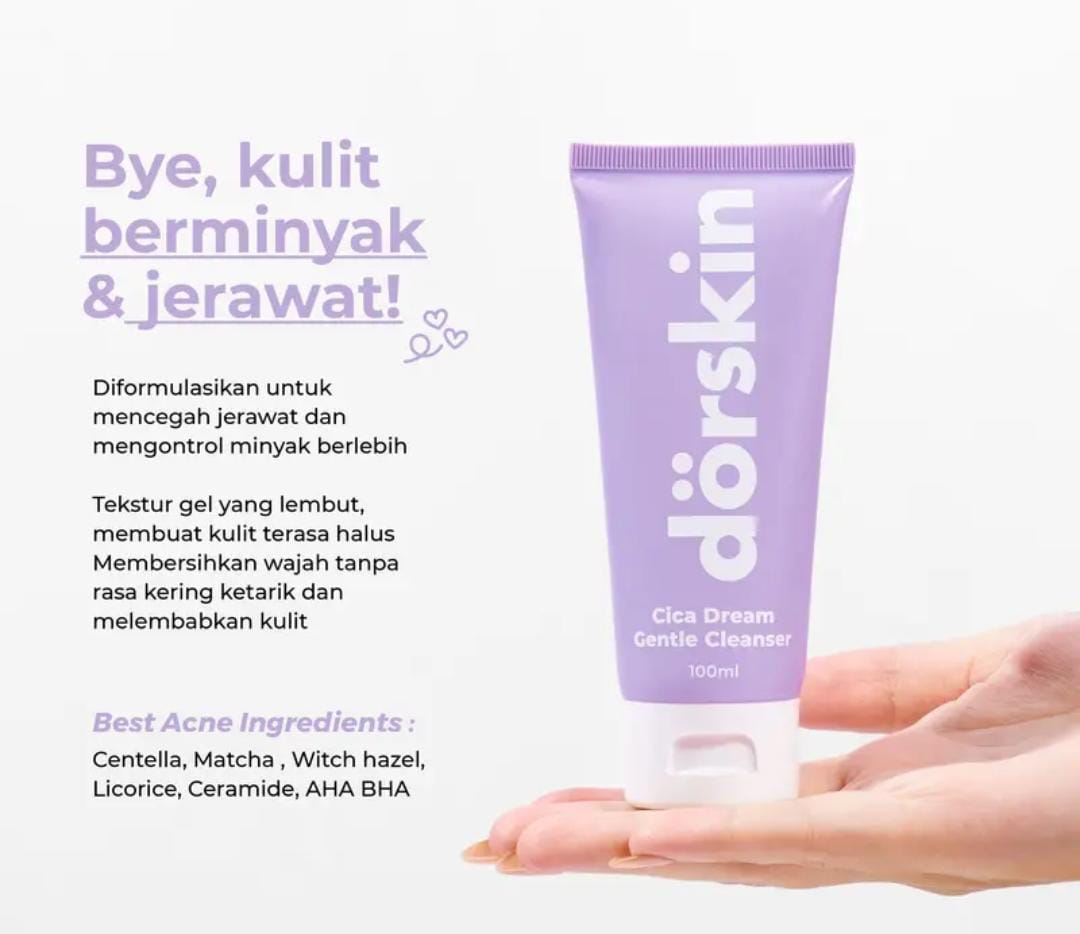 Bye, kulit
berminyak
& jerawat!
Diformulasikan untuk
mencegah jerawat dan
mengontrol minyak berlebih
Tekstur gel yang lembut,
membuat kulit terasa halus
Membersihkan wajah tanpa
rasa kering ketarik dan
melembabkan kulit
Best Acne Ingredients :
Centella, Matcha , Witch hazel,
Licorice, Ceramide, AHA BHA
dörskin
Cica Dream
Gentle Cleanser
100ml